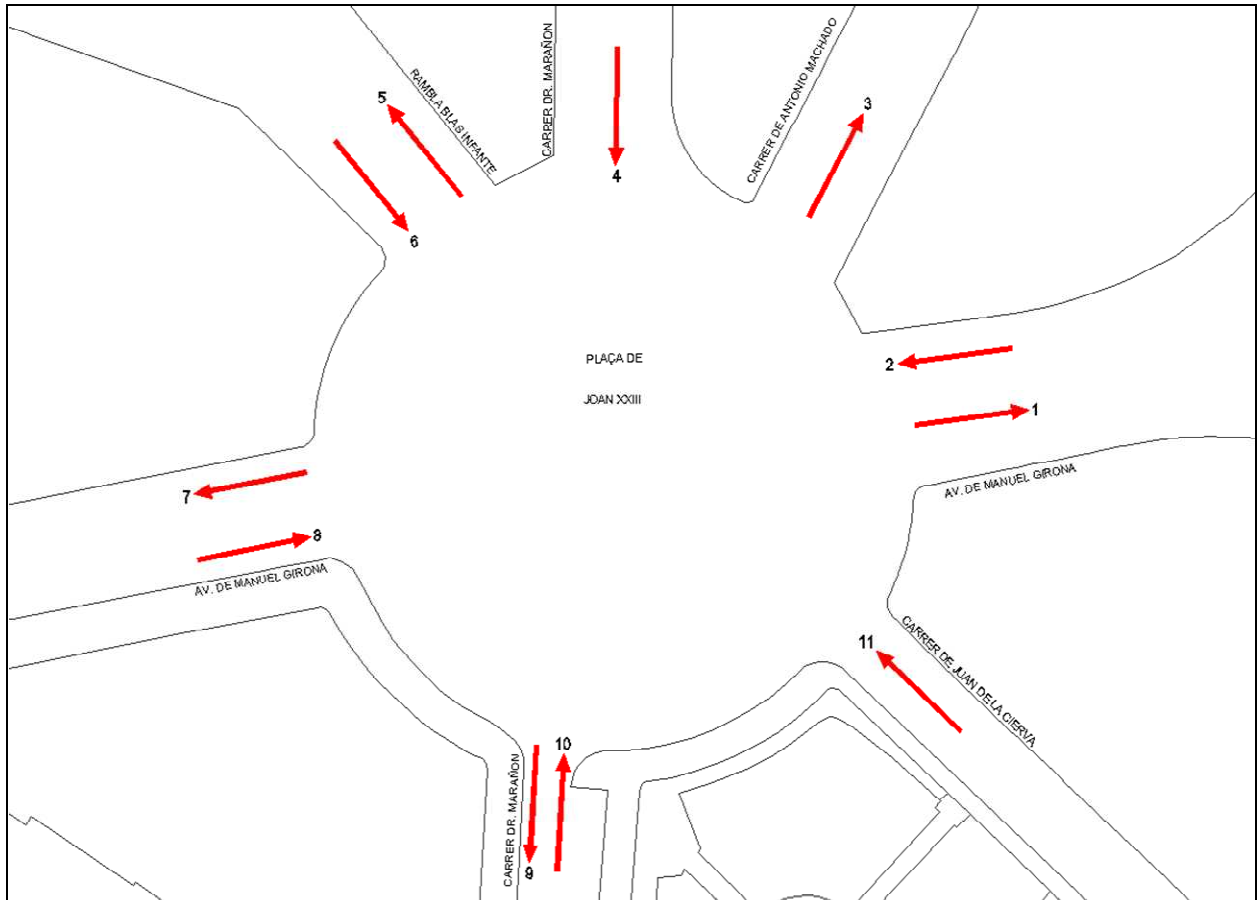 RAMBLA BLAS INFANTE
CARRER DR. MARAÑON
CARRER DE ANTONIO MACHADO
5
3
4
6
PLAÇA DE
JOAN XXIII
2
1
AV. DE MANUEL GIRONA
7
8
AV. DE MANUEL GIRONA
CARRER DE JUAN DE LA CIERVA
11
10
CARRER DR. MARAÑON
9